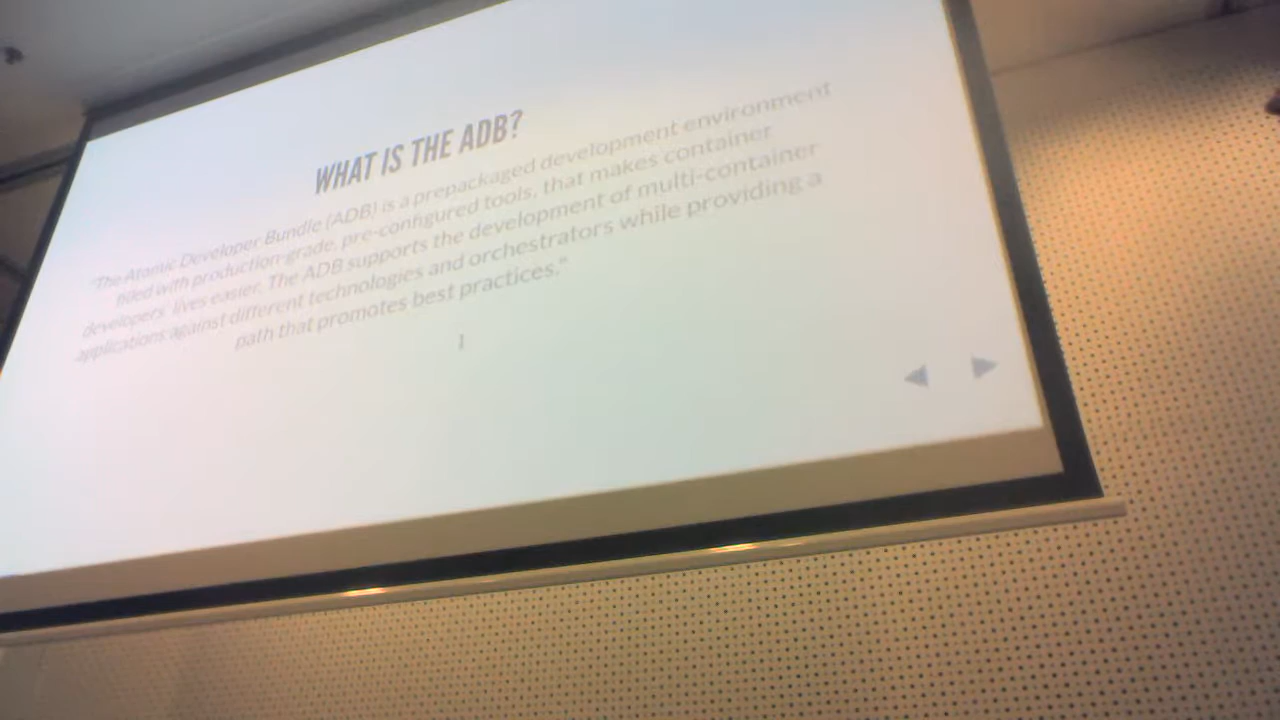 WHAT IS THE ADB?
"The Atomic Developer Bundle (ADB) is a prepackaged development environment
filled with production-grade, pre-configured tools, that makes container
developers' lives easier. The ADB supports the development of multi-container
applications against different technologies and orchestrators while providing a
path that promotes best practices."